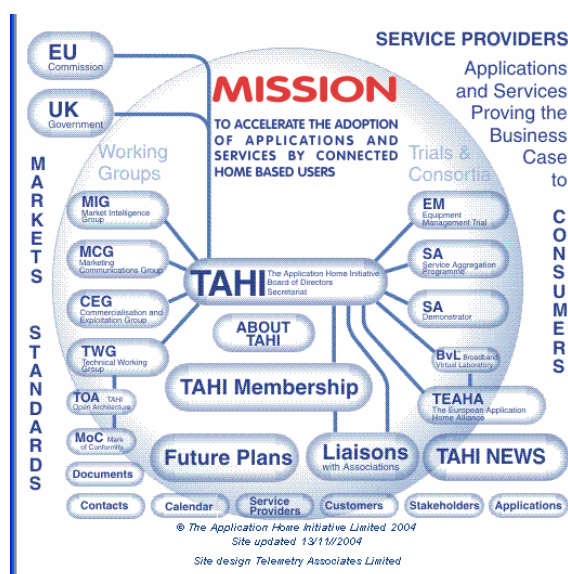 EU
Commission
UK
Government
SERVICE PROVIDERS
Applications
and Services
Proving the
Business
Case
to
CONSUMERS
MARKETS
STANDARDS
MISSION
TO ACCELERATE THE ADOPTION
OF APPLICATIONS AND
SERVICES BY CONNECTED
HOME BASED USERS
Working
Groups
Trials &
Consortia
MIG
Market Intelligence
Group
MCG
Marketing
Communications Group
CEG
Commercialisation and
Exploitation Group
TWG
Technical Working
Group
TOA TAHI
Open Architecture
MoC Mark
of Conformity
EM
Equipment
Management Trial
SA
Service Aggregation
Programme
SA
Demonstrator
BvL Broadband
Virtual Laboratory
TEAHA
The European Application
Home Alliance
TAHI
The Application Home Initiative
Board of Directors
Secretariat
ABOUT
TAHI
TAHI Membership
Future Plans
Liaisons
with Associations
TAHI NEWS
Documents
Contacts
Calendar
Service
Providers
Customers
Stakeholders
Applications
© The Application Home Initiative Limited 2004
Site updated 13/11//2004
Site design Telemetry Associates Limited